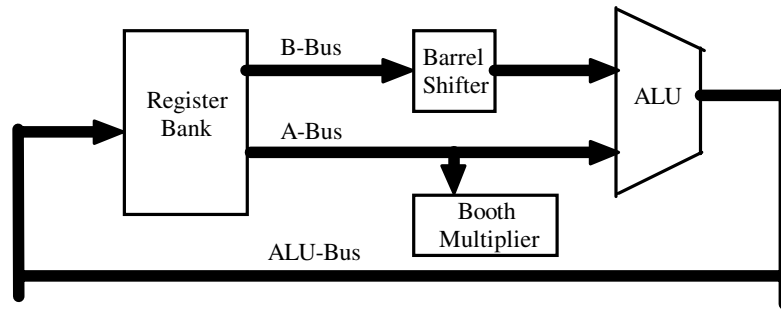 B-Bus
Barrel
Shifter
Register
Bank
ALU
A-Bus
Booth
Multiplier
ALU-Bus